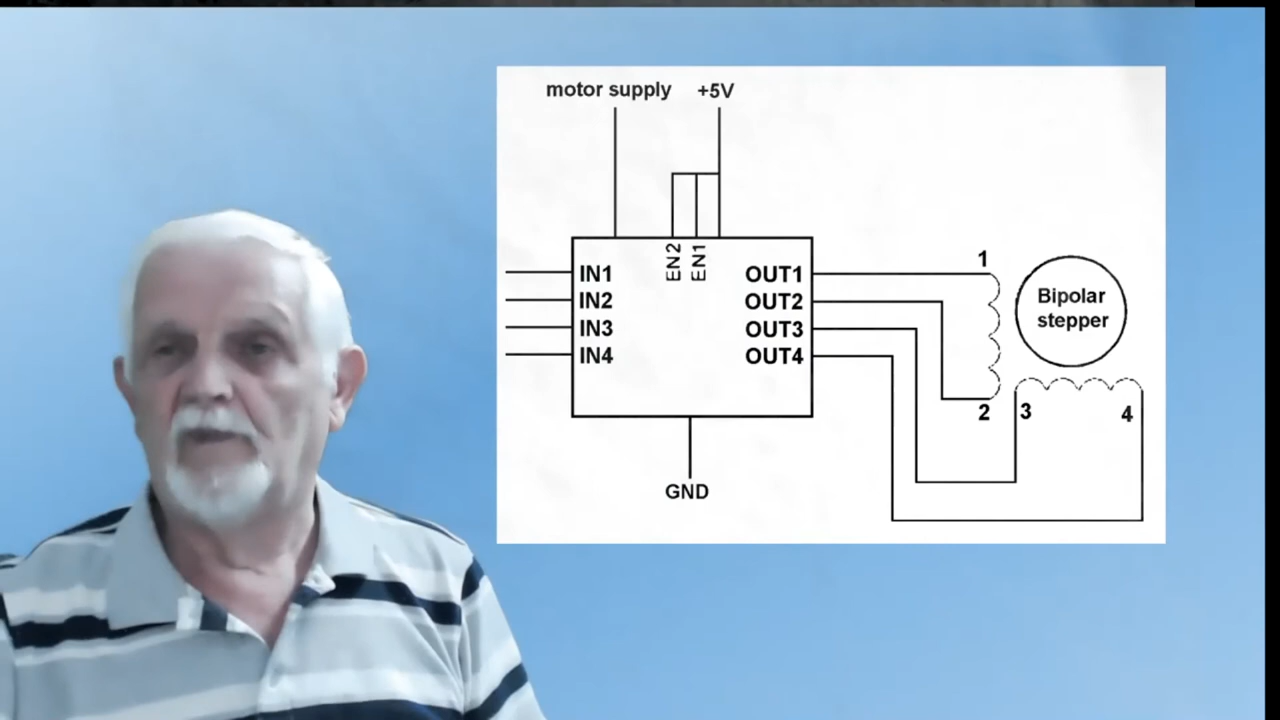 motor supply
+5V
EN2
EN1
IN1
IN2
IN3
IN4
OUT1
OUT2
OUT3
OUT4
GND
1
2
3
4
Bipolar
stepper